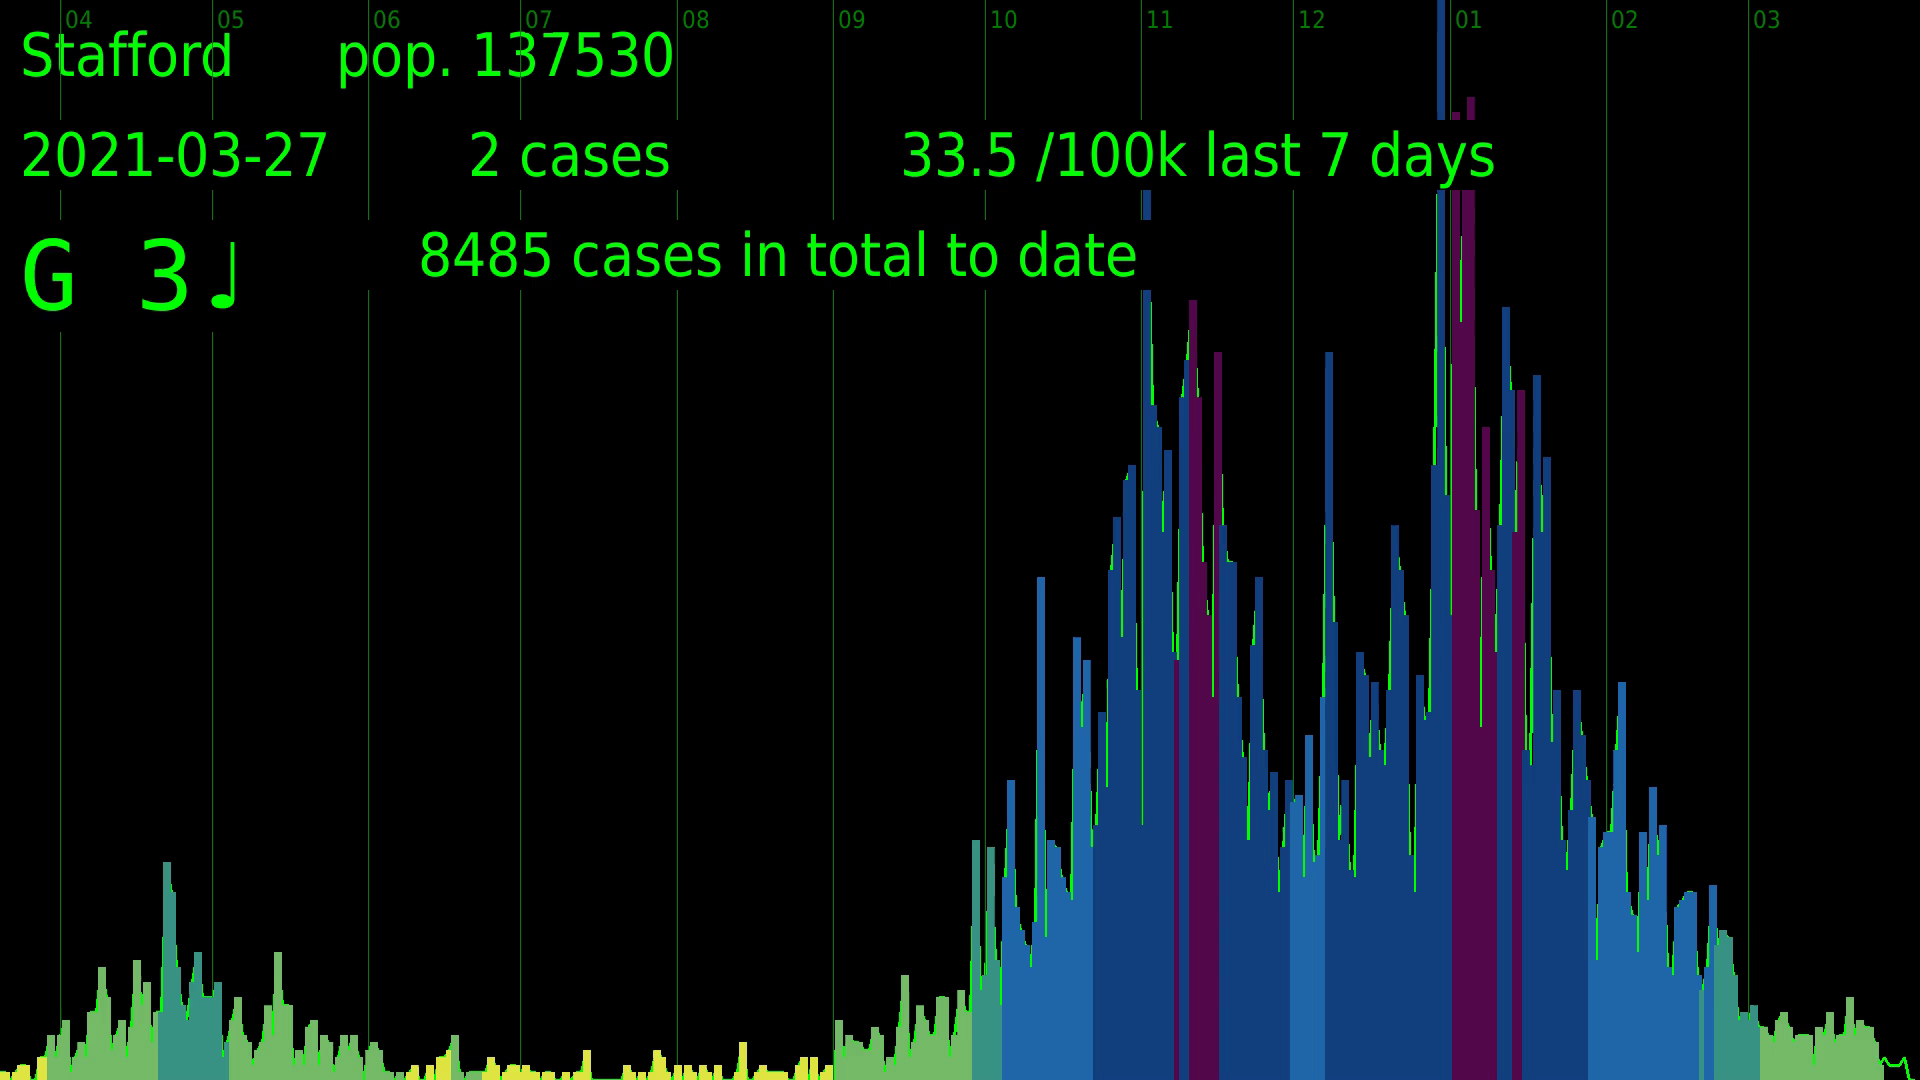 04 05 06 07 08 09 10 11 12 01 02 03
Stafford pop. 137530
2021-03-27 2 cases 33.5 /100k last 7 days
G 3♩ 8485 cases in total to date